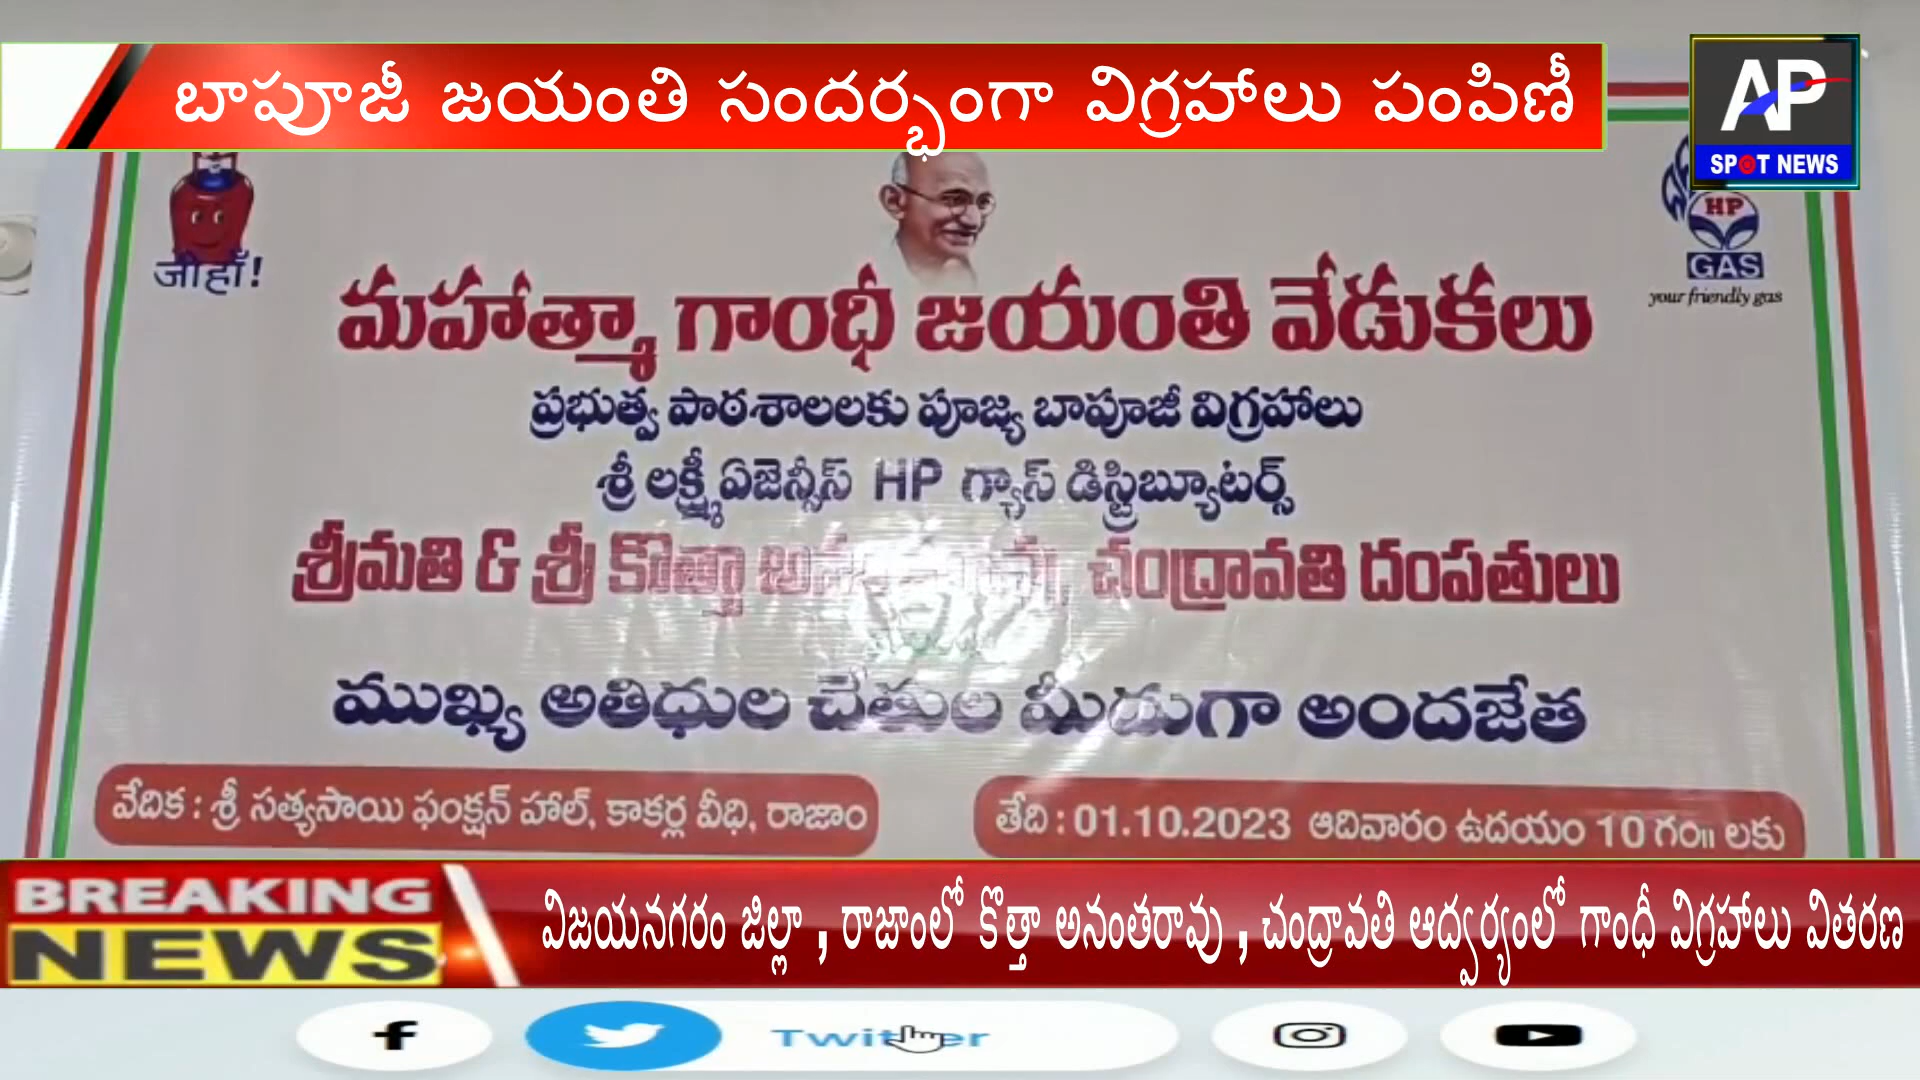 బాపూజీ జయంతి సందర్భంగా విగ్రహాలు పంపిణీ
AP
SPOT NEWS
जीहाँ!
HP
GAS
your friendly gas
మహాత్మా గాంధీ జయంతి వేడుకలు
ప్రభుత్వ పాఠశాలలకు పూజ్య బాపూజీ విగ్రహాలు
శ్రీ లక్ష్మీ ఏజెన్సీస్ HP గ్యాస్ డిస్ట్రిబ్యూటర్స్
శ్రీమతి & శ్రీ కొత్తా చంద్రావతి దంపతులు
ముఖ్య అతిధుల చేతుల మీదుగా అందజేత
వేదిక : శ్రీ సత్యసాయి ఫంక్షన్ హాల్, కాకర్ల వీధి, రాజాం
తేది : 01.10.2023 ఆదివారం ఉదయం 10 గం॥ లకు
BREAKING
NEWS
విజయనగరం జిల్లా , రాజాంలో కొత్తా అనంతరావు , చంద్రావతి ఆధ్వర్యంలో గాంధీ విగ్రహాలు వితరణ
Twitter